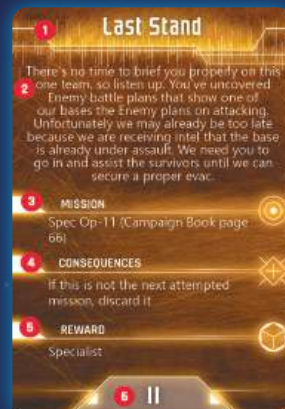 Last Stand
1
There's no time to brief you properly on this
2 one team, so listen up. You've uncovered
Enemy battle plans that show one of
our bases the Enemy plans on attacking.
Unfortunately we may already be too late
because we are receiving intel that the base
is already under assault. We need you to
go in and assist the survivors until we can
secure a proper evac.
3 MISSION
Spec Op-11 (Campaign Book page
66)
4 CONSEQUENCES
If this is not the next attempted
mission, discard it
5 REWARD
Specialist
6 II